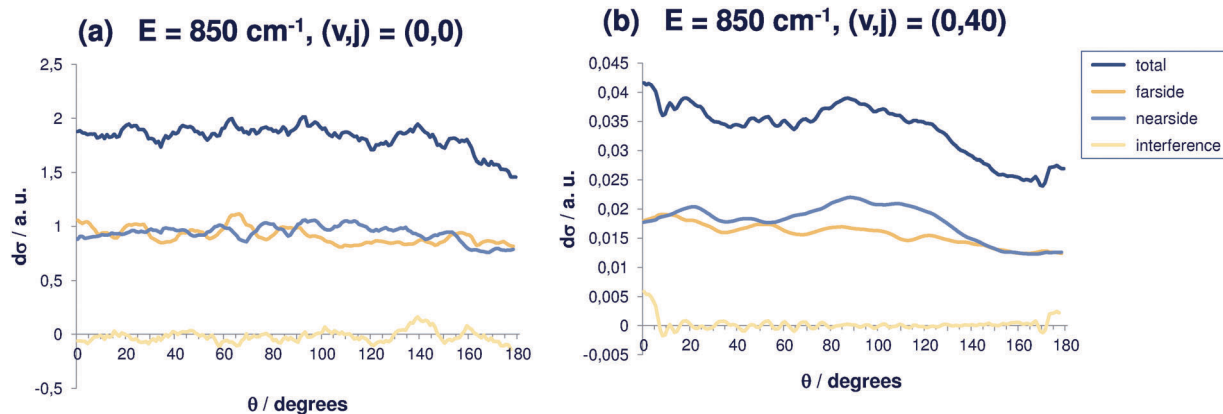 (a) E = 850 cm⁻¹, (v,j) = (0,0)
2,5
2
1,5
1
0,5
0
-0,5
dσ / a. u.
0 20 40 60 80 100 120 140 160 180
θ / degrees
(b) E = 850 cm⁻¹, (v,j) = (0,40)
0,045
0,04
0,035
0,03
0,025
0,02
0,015
0,01
0,005
0
-0,005
dσ / a. u.
0 20 40 60 80 100 120 140 160 180
θ / degrees
total
farside
nearside
interference